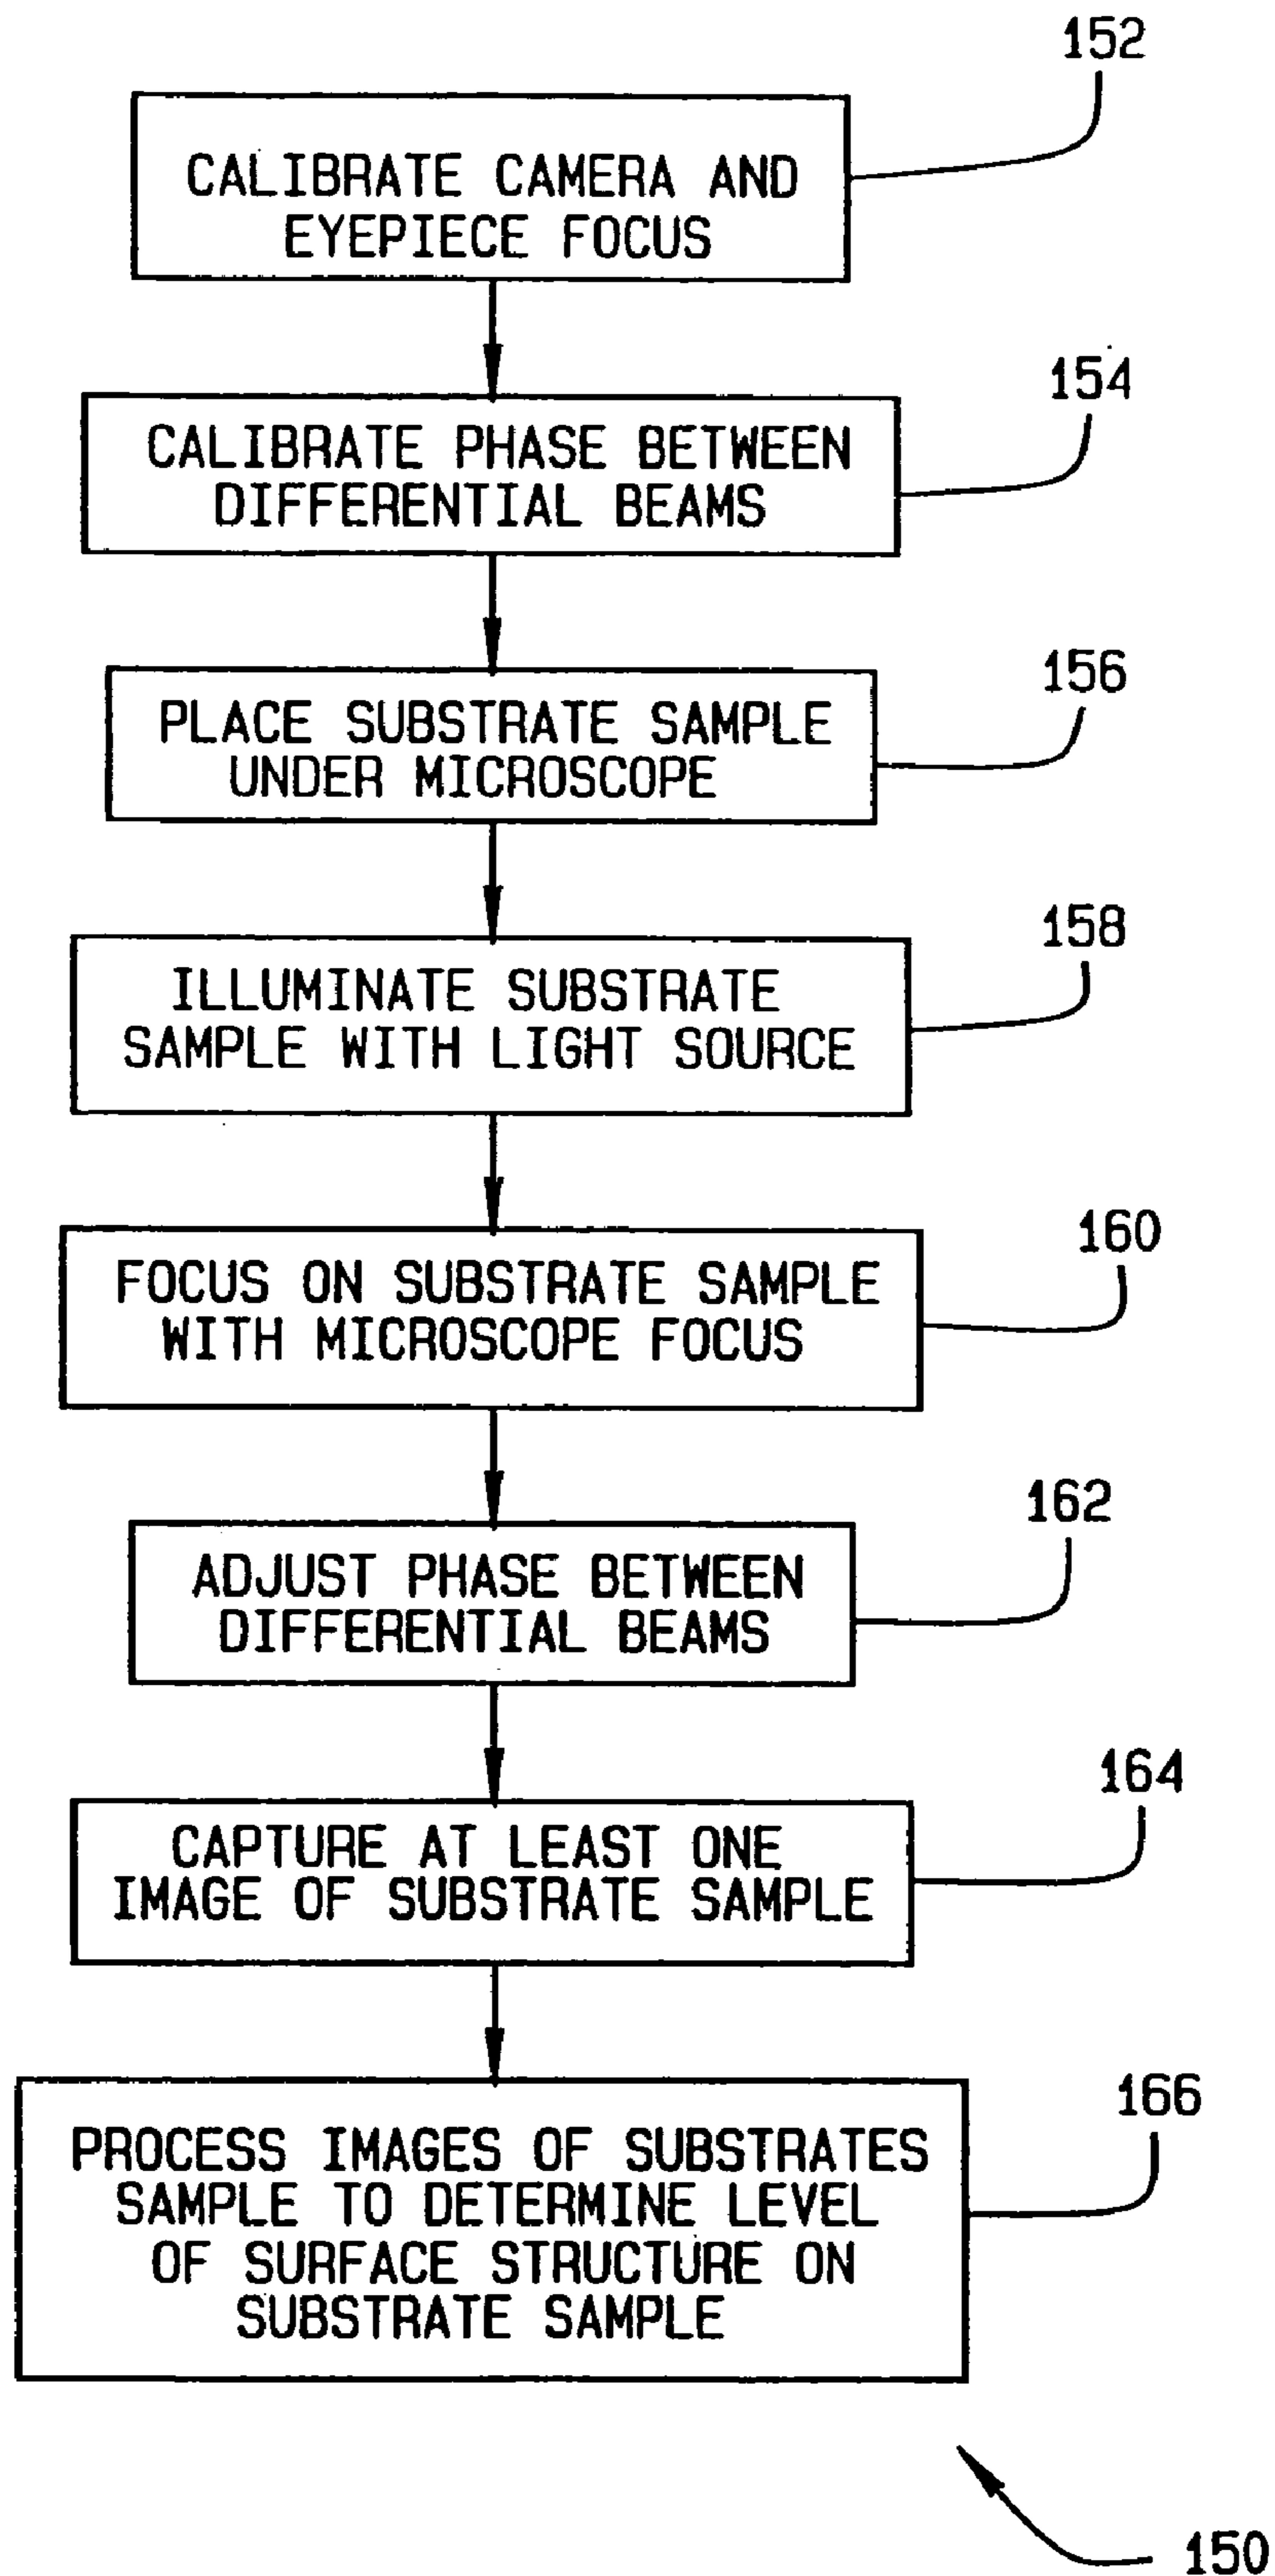 152
CALIBRATE CAMERA AND
EYEPIECE FOCUS
154
CALIBRATE PHASE BETWEEN
DIFFERENTIAL BEAMS
156
PLACE SUBSTRATE SAMPLE
UNDER MICROSCOPE
158
ILLUMINATE SUBSTRATE
SAMPLE WITH LIGHT SOURCE
160
FOCUS ON SUBSTRATE SAMPLE
WITH MICROSCOPE FOCUS
162
ADJUST PHASE BETWEEN
DIFFERENTIAL BEAMS
164
CAPTURE AT LEAST ONE
IMAGE OF SUBSTRATE SAMPLE
166
PROCESS IMAGES OF SUBSTRATES
SAMPLE TO DETERMINE LEVEL
OF SURFACE STRUCTURE ON
SUBSTRATE SAMPLE
150